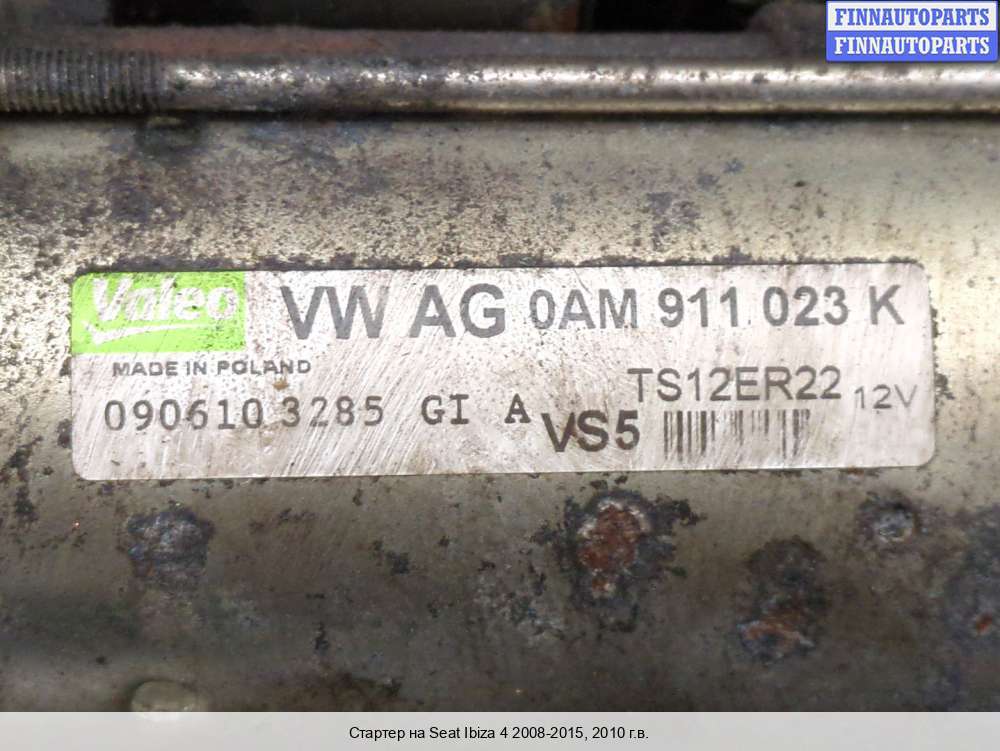 FINNAUTOPARTS
FINNAUTOPARTS
Valeo VW AG 0AM 911 023 K
MADE IN POLAND
TS12ER22 12V
090610 3285 GI A VS5
Стартер на Seat Ibiza 4 2008-2015, 2010 г.в.